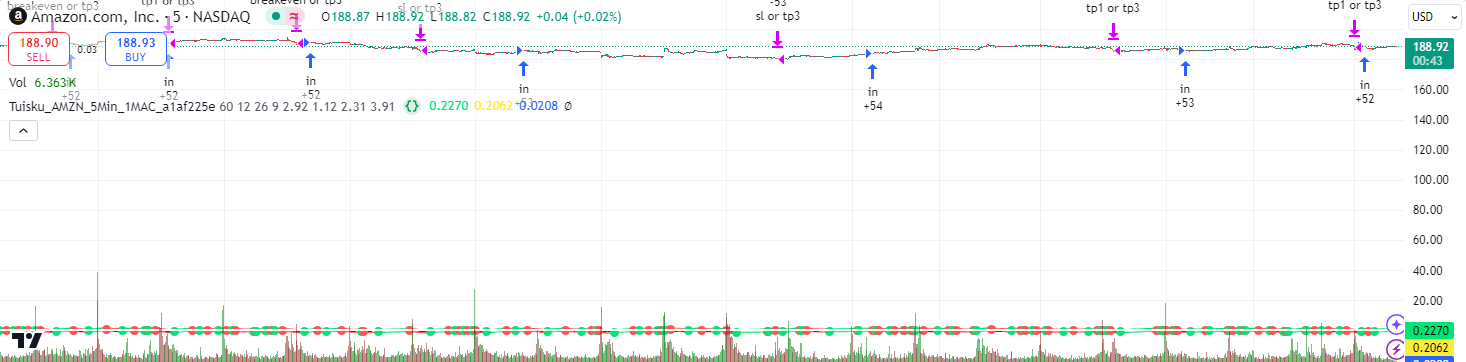 breakeven or tp3
tp1 or tp3
breakeven or tp3
Amazon.com, Inc. · 5 · NASDAQ
O188.87 H188.92 L188.82 C188.92 +0.04 (+0.02%)
sl or tp3
-53
sl or tp3
tp1 or tp3
tp1 or tp3
USD
188.90
SELL
0.03
188.93
BUY
188.92
00:43
Vol 6.363K
in
+52
in
+52
in
+52
in
+53
in
+54
in
+53
in
+52
Tuisku_AMZN_5Min_1MAC_a1af225e 60 12 26 9 2.92 1.12 2.31 3.91 {} 0.2270 0.2062 0.0208 Ø
160.00
140.00
120.00
100.00
80.00
60.00
40.00
20.00
0.2270
0.2062